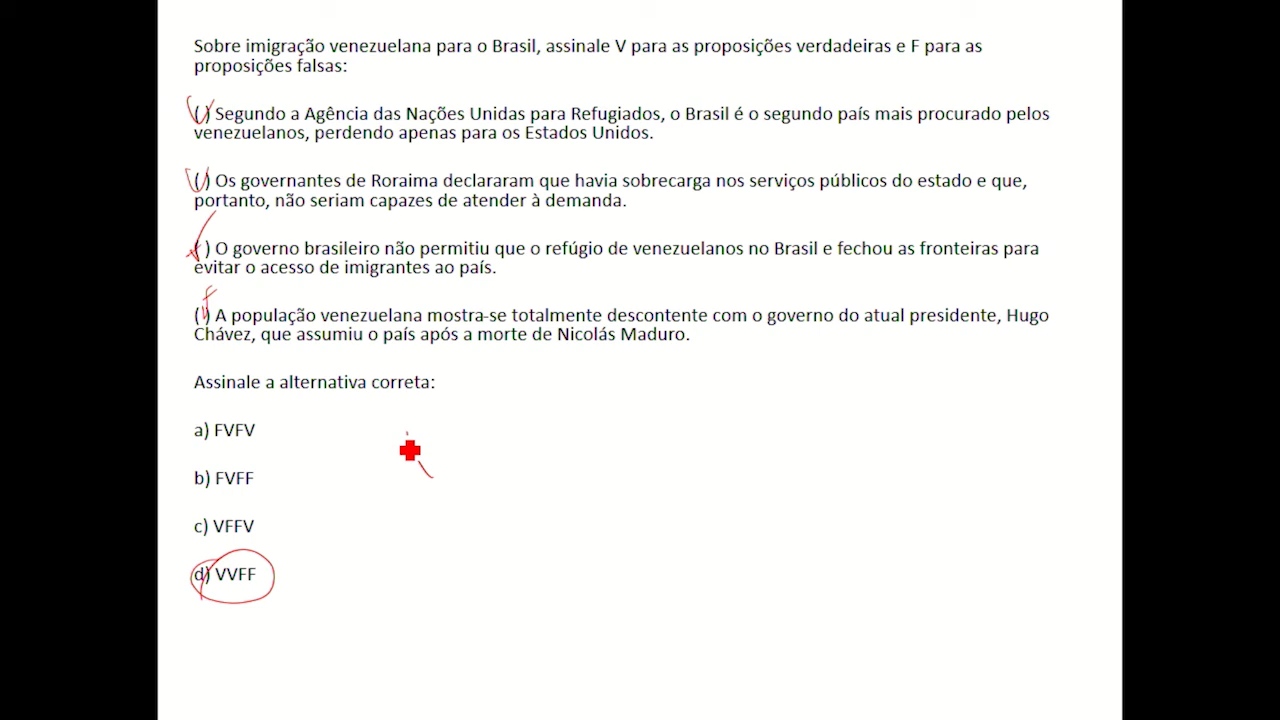 Sobre imigração venezuelana para o Brasil, assinale V para as proposições verdadeiras e F para as
proposições falsas:
(V) Segundo a Agência das Nações Unidas para Refugiados, o Brasil é o segundo país mais procurado pelos
venezuelanos, perdendo apenas para os Estados Unidos.
(V) Os governantes de Roraima declararam que havia sobrecarga nos serviços públicos do estado e que,
portanto, não seriam capazes de atender à demanda.
( ) O governo brasileiro não permitiu que o refúgio de venezuelanos no Brasil e fechou as fronteiras para
evitar o acesso de imigrantes ao país.
(f) A população venezuelana mostra-se totalmente descontente com o governo do atual presidente, Hugo
Chávez, que assumiu o país após a morte de Nicolás Maduro.
Assinale a alternativa correta:
a) FVFV
b) FVFF
c) VFFV
d) VVFF